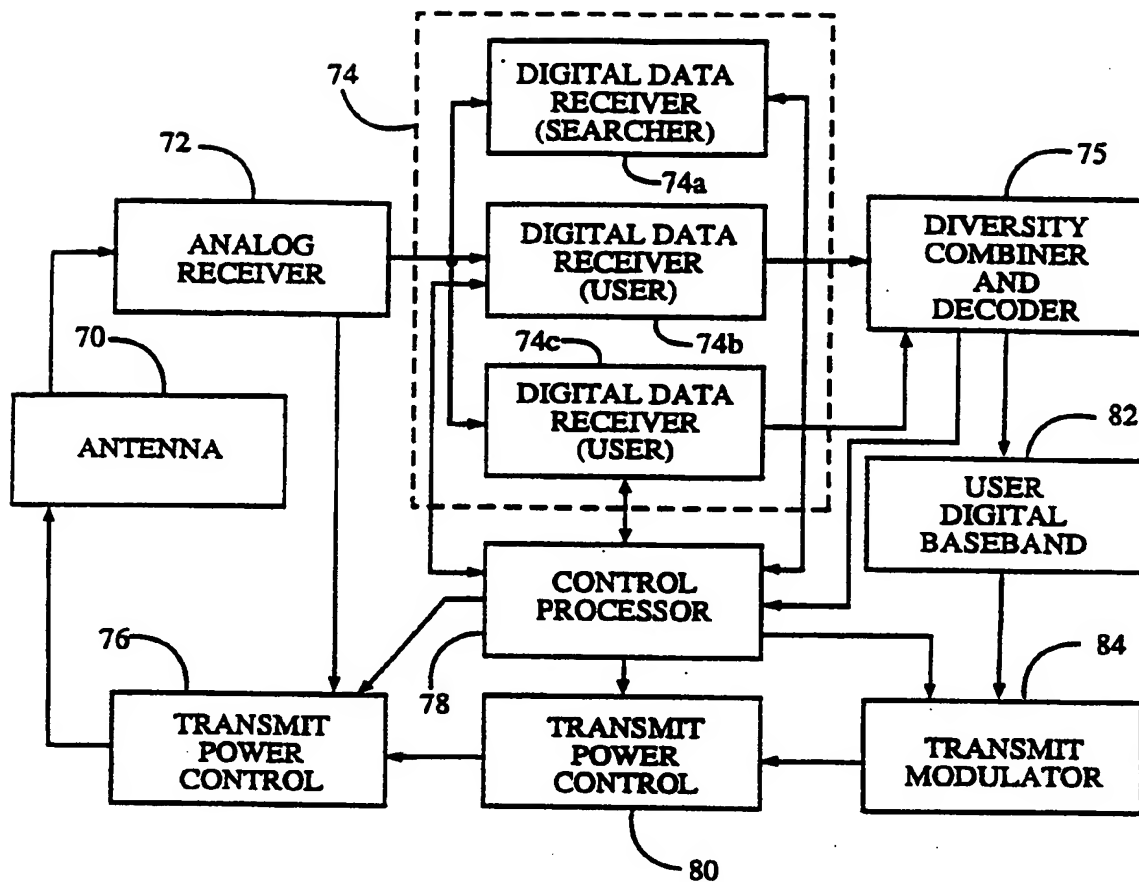 74
DIGITAL DATA
RECEIVER
(SEARCHER)
74a
72
ANALOG
RECEIVER
DIGITAL DATA
RECEIVER
(USER)
74b
75
DIVERSITY
COMBINER
AND
DECODER
70
ANTENNA
74c
DIGITAL DATA
RECEIVER
(USER)
82
USER
DIGITAL
BASEBAND
CONTROL
PROCESSOR
78
76
TRANSMIT
POWER
CONTROL
TRANSMIT
POWER
CONTROL
80
84
TRANSMIT
MODULATOR